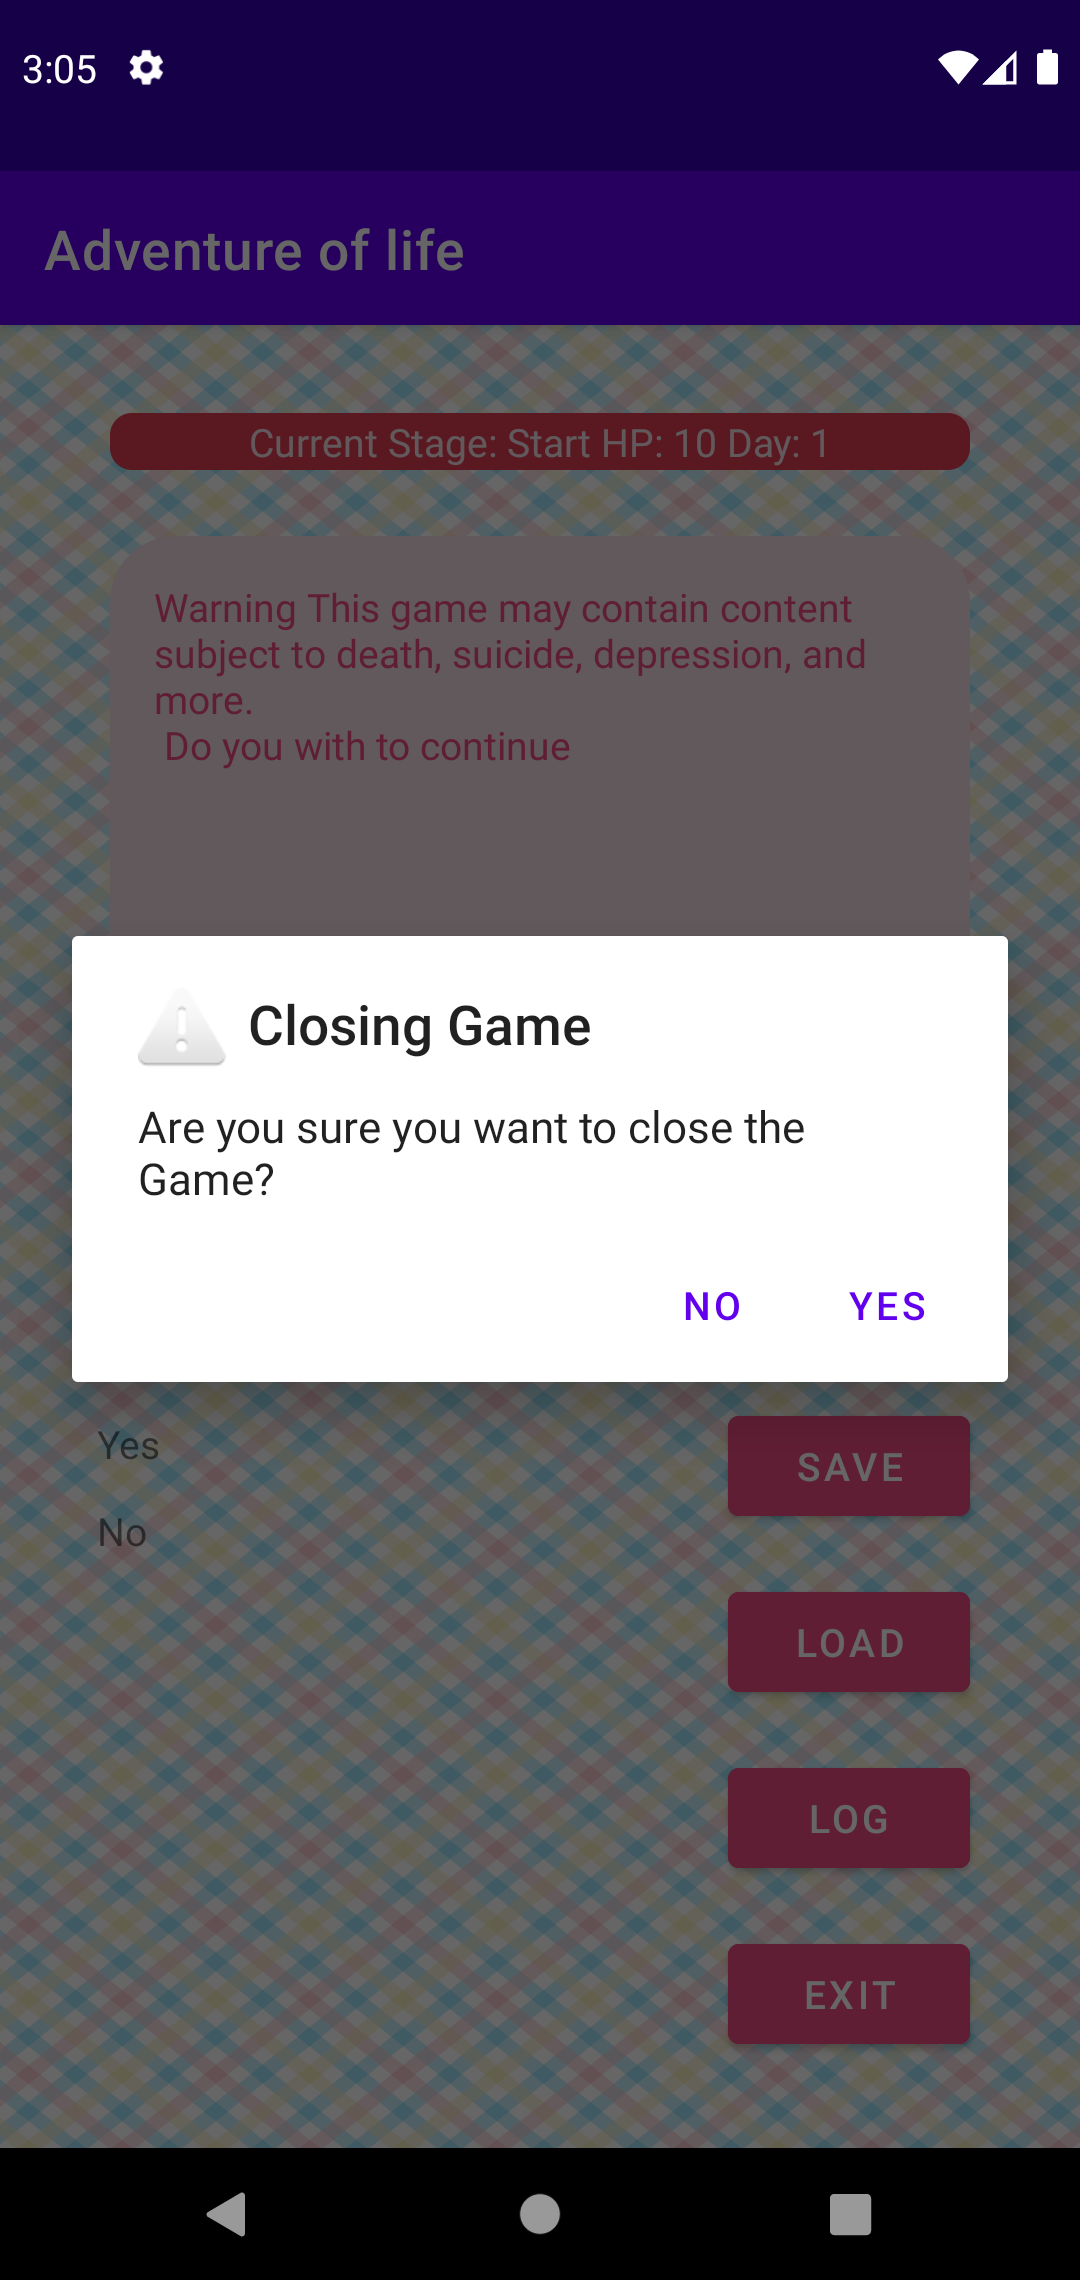 3:05
Adventure of life
Current Stage: Start HP: 10 Day: 1
Warning This game may contain content
subject to death, suicide, depression, and
more.
Do you with to continue
Closing Game
Are you sure you want to close the
Game?
NO YES
Yes
SAVE
No
LOAD
LOG
EXIT